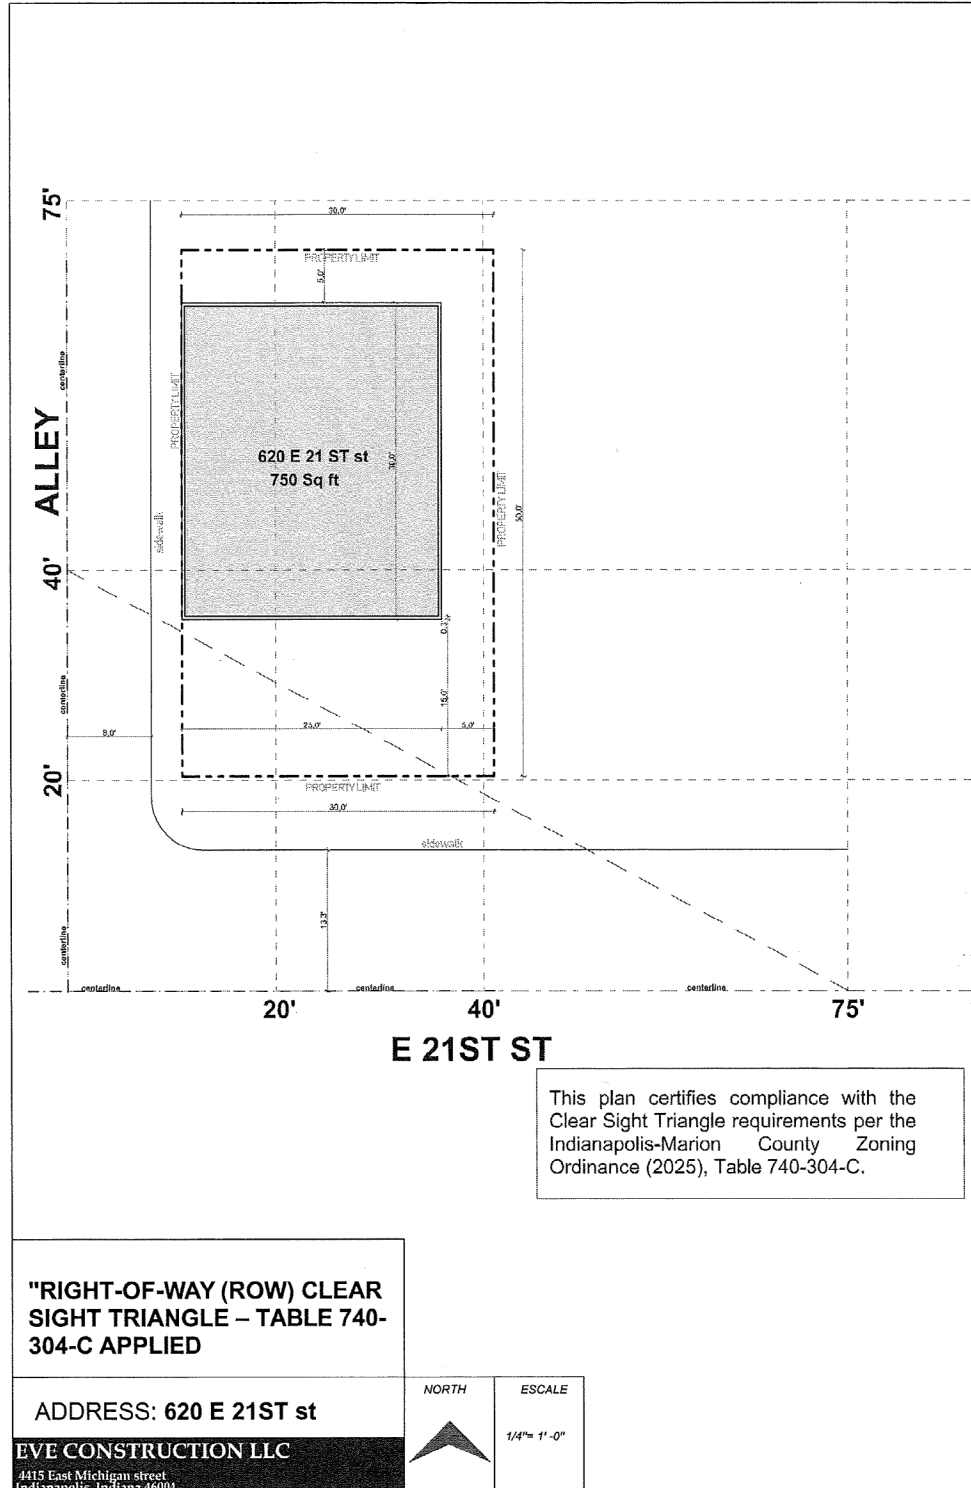 75'
30.0'
PROPERTY LIMIT
5.0'
centerline
PROPERTY LIMIT
ALLEY
620 E 21 ST st
750 Sq ft
30.0'
PROPERTY LIMIT
50.0'
sidewalk
40'
0.3'
centerline
15.0'
8.0'
25.0'
5.0'
20'
PROPERTY LIMIT
30.0'
sidewalk
13.3'
centerline
centerline
centerline
centerline
20'
40'
75'
E 21ST ST
This plan certifies compliance with the
Clear Sight Triangle requirements per the
Indianapolis-Marion County Zoning
Ordinance (2025), Table 740-304-C.
"RIGHT-OF-WAY (ROW) CLEAR
SIGHT TRIANGLE – TABLE 740-
304-C APPLIED
ADDRESS: 620 E 21ST st
NORTH
ESCALE
1/4"= 1'-0"
EVE CONSTRUCTION LLC
4415 East Michigan street
Indianapolis, Indiana 46001